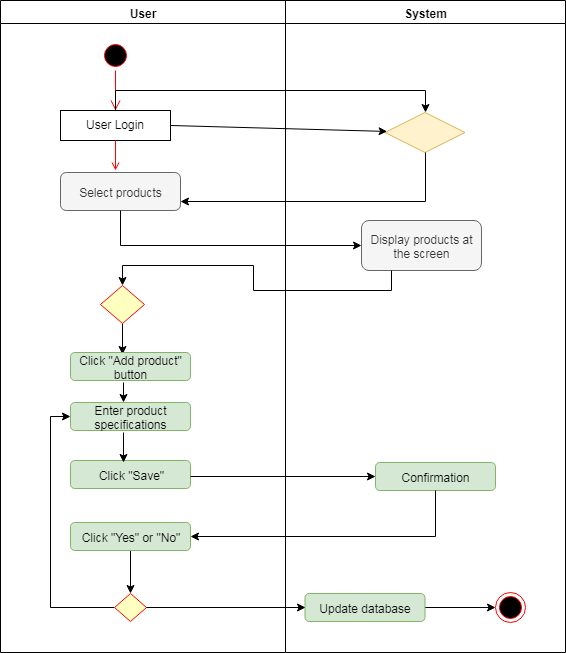 User
System
User Login
Select products
Display products at
the screen
Click "Add product"
button
Enter product
specifications
Click "Save"
Confirmation
Click "Yes" or "No"
Update database